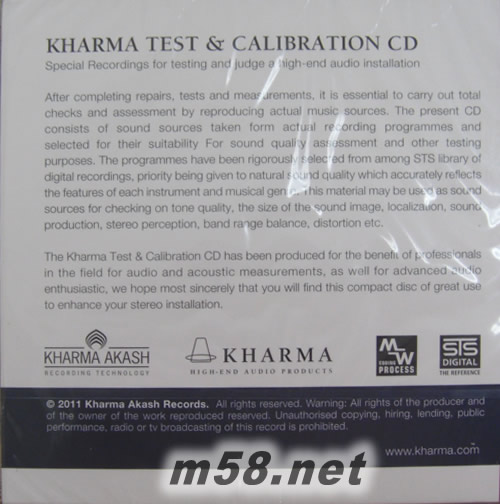 KHARMA TEST & CALIBRATION CD
Special Recordings for testing and judge a high-end audio installation
After completing repairs, tests and measurements, it is essential to carry out total
checks and assessment by reproducing actual music sources. The present CD
consists of sound sources taken form actual recording programmes and
selected for their suitability For sound quality assessment and other testing
purposes. The programmes have been rigorously selected from among STS library of
digital recordings, priority being given to natural sound quality which accurately reflects
the features of each instrument and musical genre. This material may be used as sound
sources for checking on tone quality, the size of the sound image, localization, sound
production, stereo perception, band range balance, distortion etc.
The Kharma Test & Calibration CD has been produced for the benefit of professionals
in the field for audio and acoustic measurements, as well for advanced audio
enthusiastic, we hope most sincerely that you will find this compact disc of great use
to enhance your stereo installation.
KHARMA AKASH
RECORDING TECHNOLOGY
KHARMA
HIGH-END AUDIO PRODUCTS
MW
CODING
PROCESS
STS
DIGITAL
THE REFERENCE
© 2011 Kharma Akash Records. All rights reserved. Warning: All rights of the producer and
of the owner of the work reproduced reserved. Unauthorised copying, hiring, lending, public
performance, radio or tv broadcasting of this record is prohibited.
www.kharma.com™
m58.net